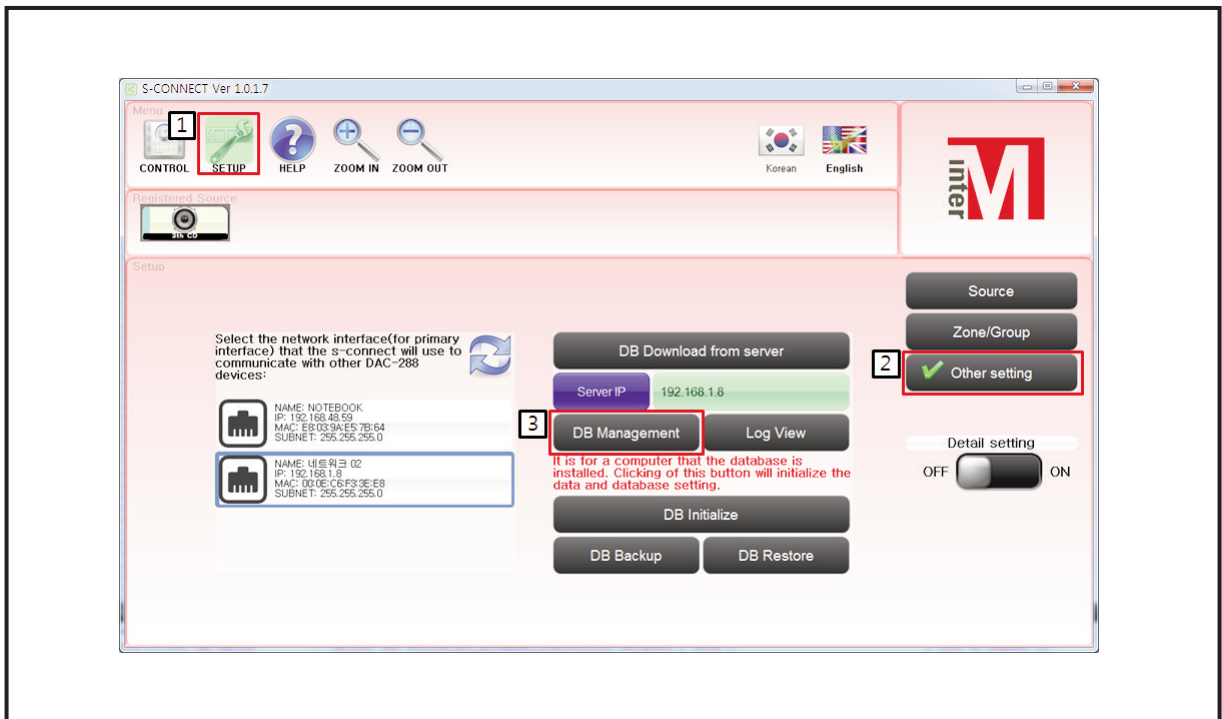 S-CONNECT Ver 1.0.1.7
Menu
1
CONTROL
SETUP
HELP
ZOOM IN
ZOOM OUT
Korean
English
inter M
Registered Source
Sth CD
Setup
Source
Zone/Group
2
Other setting
Detail setting
OFF
ON
Select the network interface(for primary
interface) that the s-connect will use to
communicate with other DAC-288
devices:
NAME: NOTEBOOK
IP: 192.168.48.59
MAC: E8:03:9A:E5:7B:64
SUBNET: 255.255.255.0
NAME: 네트워크 02
IP: 192.168.1.8
MAC: 00:0E:C6:F3:3E:E8
SUBNET: 255.255.255.0
DB Download from server
Server IP
192.168.1.8
3
DB Management
Log View
It is for a computer that the database is
installed. Clicking of this button will initialize the
data and database setting.
DB Initialize
DB Backup
DB Restore